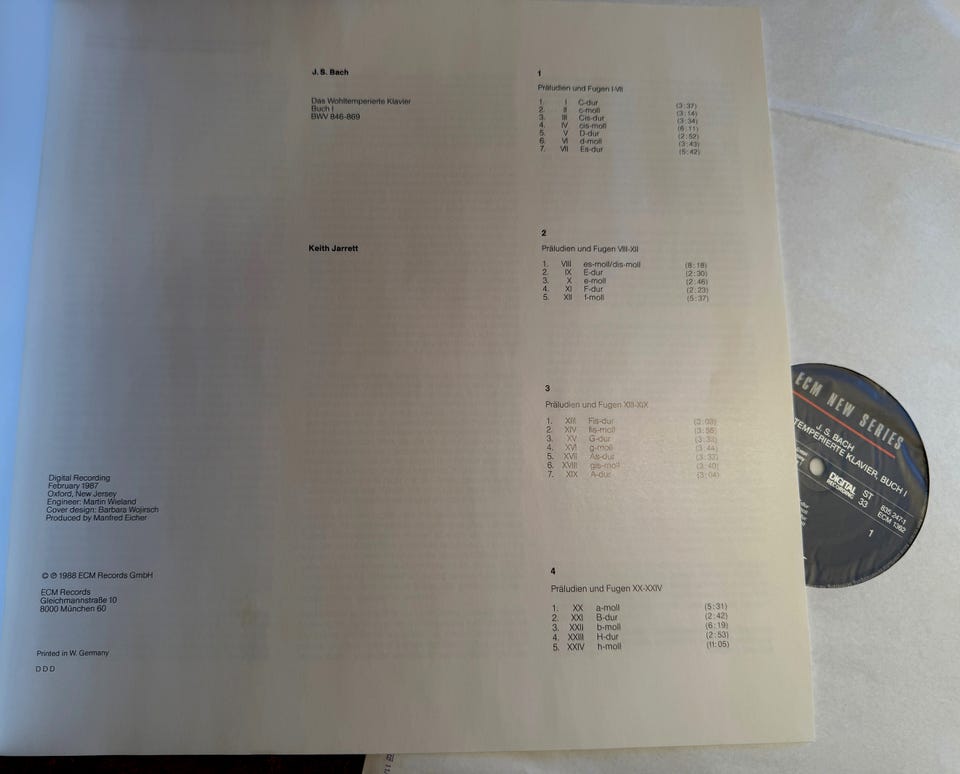 J. S. Bach
Das Wohltemperierte Klavier
Buch I
BWV 846-869
Keith Jarrett
1
Präludien und Fugen I-VII
1. I C-dur (3:37)
2. II c-moll (3:14)
3. III Cis-dur (3:34)
4. IV cis-moll (6:11)
5. V D-dur (2:52)
6. VI d-moll (3:43)
7. VII Es-dur (5:42)
2
Präludien und Fugen VIII-XII
1. VIII es-moll/dis-moll (8:18)
2. IX E-dur (2:30)
3. X e-moll (2:46)
4. XI F-dur (2:23)
5. XII f-moll (5:37)
3
Präludien und Fugen XIII-XIX
1. XIII Fis-dur (3:03)
2. XIV fis-moll (3:55)
3. XV G-dur
4. XVI g-moll (3:44)
5. XVII As-dur (3:37)
6. XVIII gis-moll (3:40)
7. XIX A-dur (3:04)
4
Präludien und Fugen XX-XXIV
1. XX a-moll (5:31)
2. XXI B-dur (2:42)
3. XXII b-moll (6:19)
4. XXIII H-dur (2:53)
5. XXIV h-moll (11:05)
Digital Recording
February 1987
Oxford, New Jersey
Engineer: Martin Wieland
Cover design: Barbara Wojirsch
Produced by Manfred Eicher
© ℗ 1988 ECM Records GmbH
ECM Records
Gleichmannstraße 10
8000 München 60
Printed in W. Germany
DDD
ECM NEW SERIES
J. S. BACH
TEMPERIERTE KLAVIER, BUCH I
DIGITAL
RECORDING
ST
33
835 247-1
ECM 1362
1